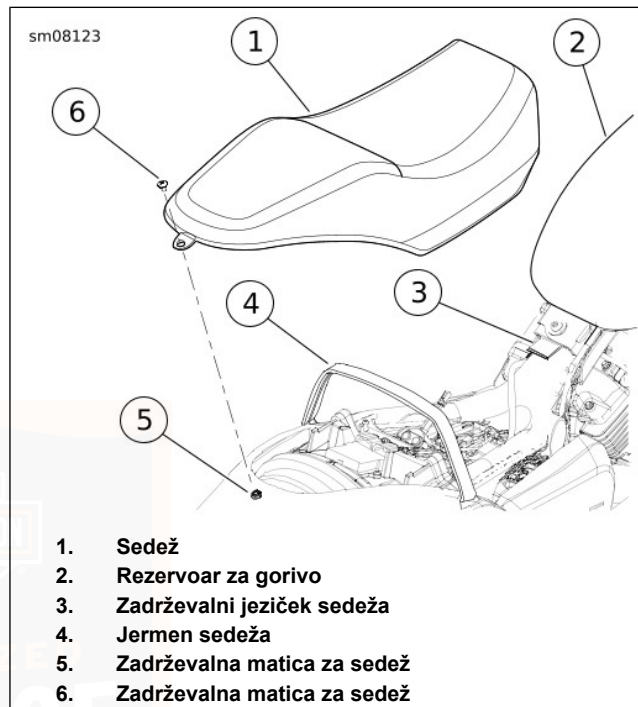 sm08123
1
2
6
3
4
5
1. Sedež
2. Rezervoar za gorivo
3. Zadrževalni jeziček sedeža
4. Jermen sedeža
5. Zadrževalna matica za sedež
6. Zadrževalna matica za sedež